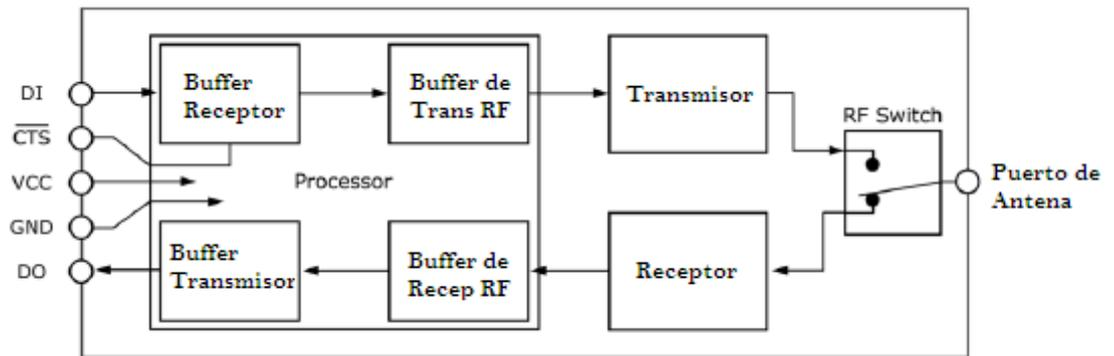 DI
CTS
VCC
GND
DO
Buffer
Receptor
Buffer de
Trans RF
Transmisor
RF Switch
Processor
Puerto de
Antena
Buffer
Transmisor
Buffer de
Recep RF
Receptor